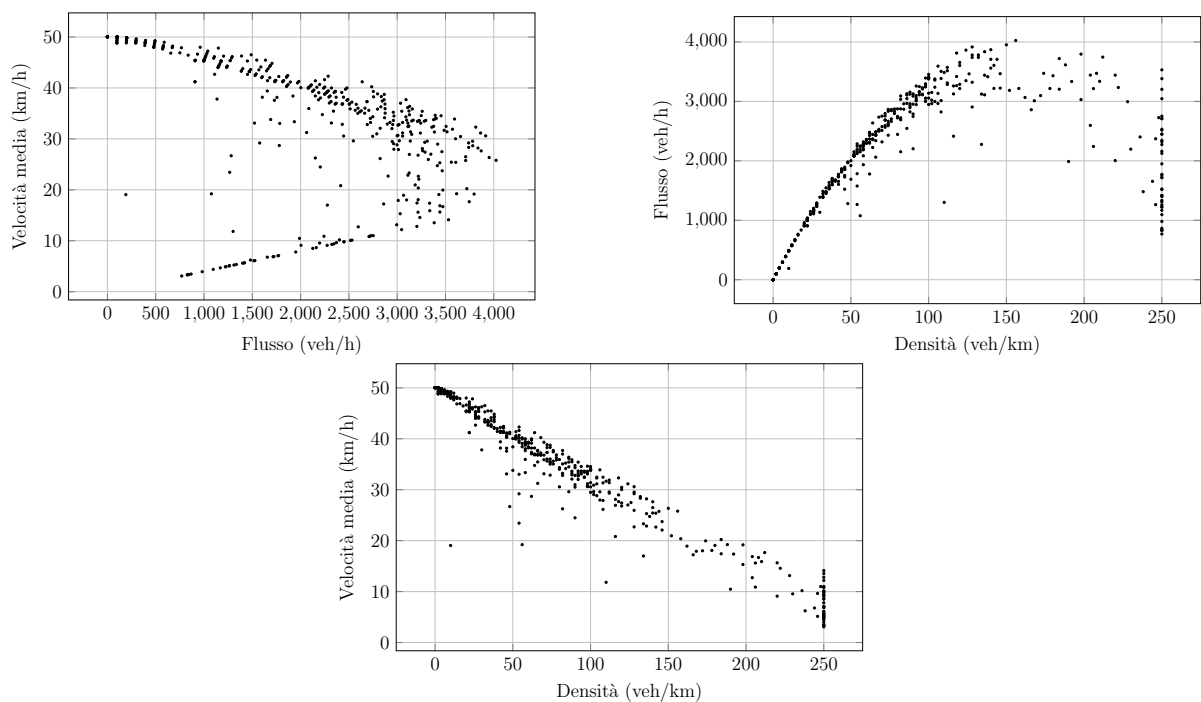 50
40
30
20
10
0
Velocità media (km/h)
0 500 1,000 1,500 2,000 2,500 3,000 3,500 4,000
Flusso (veh/h)
4,000
3,000
2,000
1,000
0
Flusso (veh/h)
0 50 100 150 200 250
Densità (veh/km)
50
40
30
20
10
0
Velocità media (km/h)
0 50 100 150 200 250
Densità (veh/km)